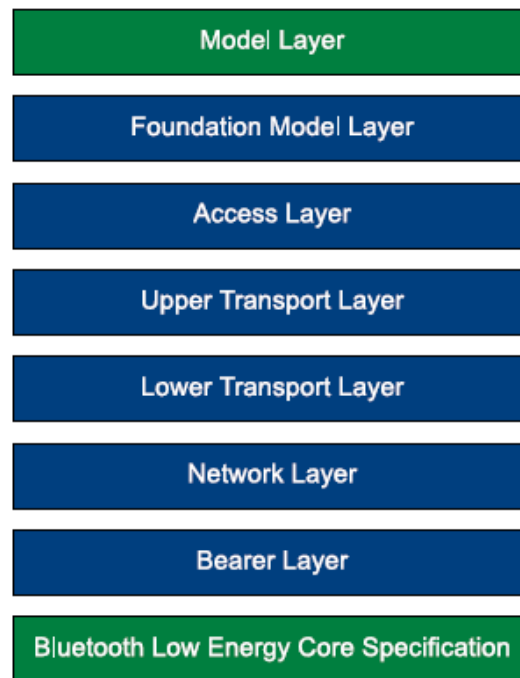 Model Layer
Foundation Model Layer
Access Layer
Upper Transport Layer
Lower Transport Layer
Network Layer
Bearer Layer
Bluetooth Low Energy Core Specification